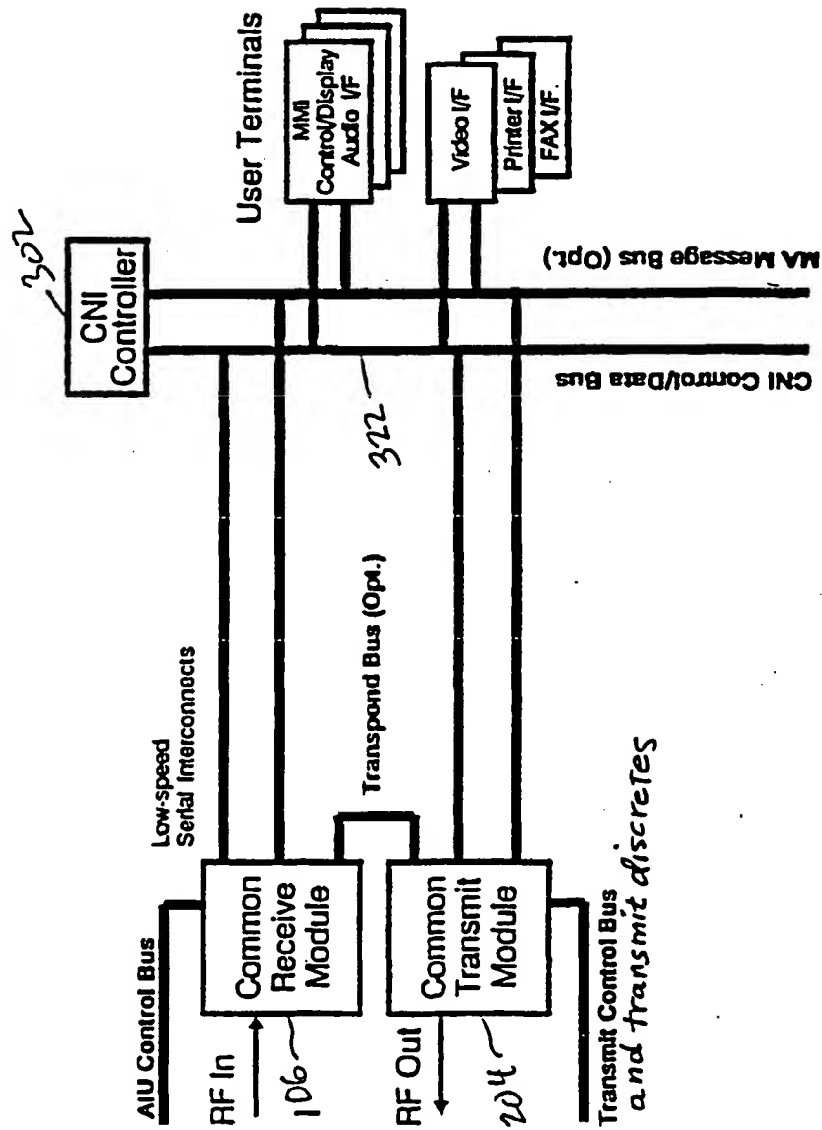 AIU Control Bus
RF In
106
Common
Receive
Module
Low-speed
Serial Interconnects
Transpond Bus (Opt.)
RF Out
204
Common
Transmit
Module
Transmit Control Bus
and transmit discretes
302
CNI
Controller
322
CNI Control/Data Bus
MA Message Bus (Opt.)
User Terminals
MMI
Control/Display
Audio I/F
Video I/F
Printer I/F
FAX I/F.